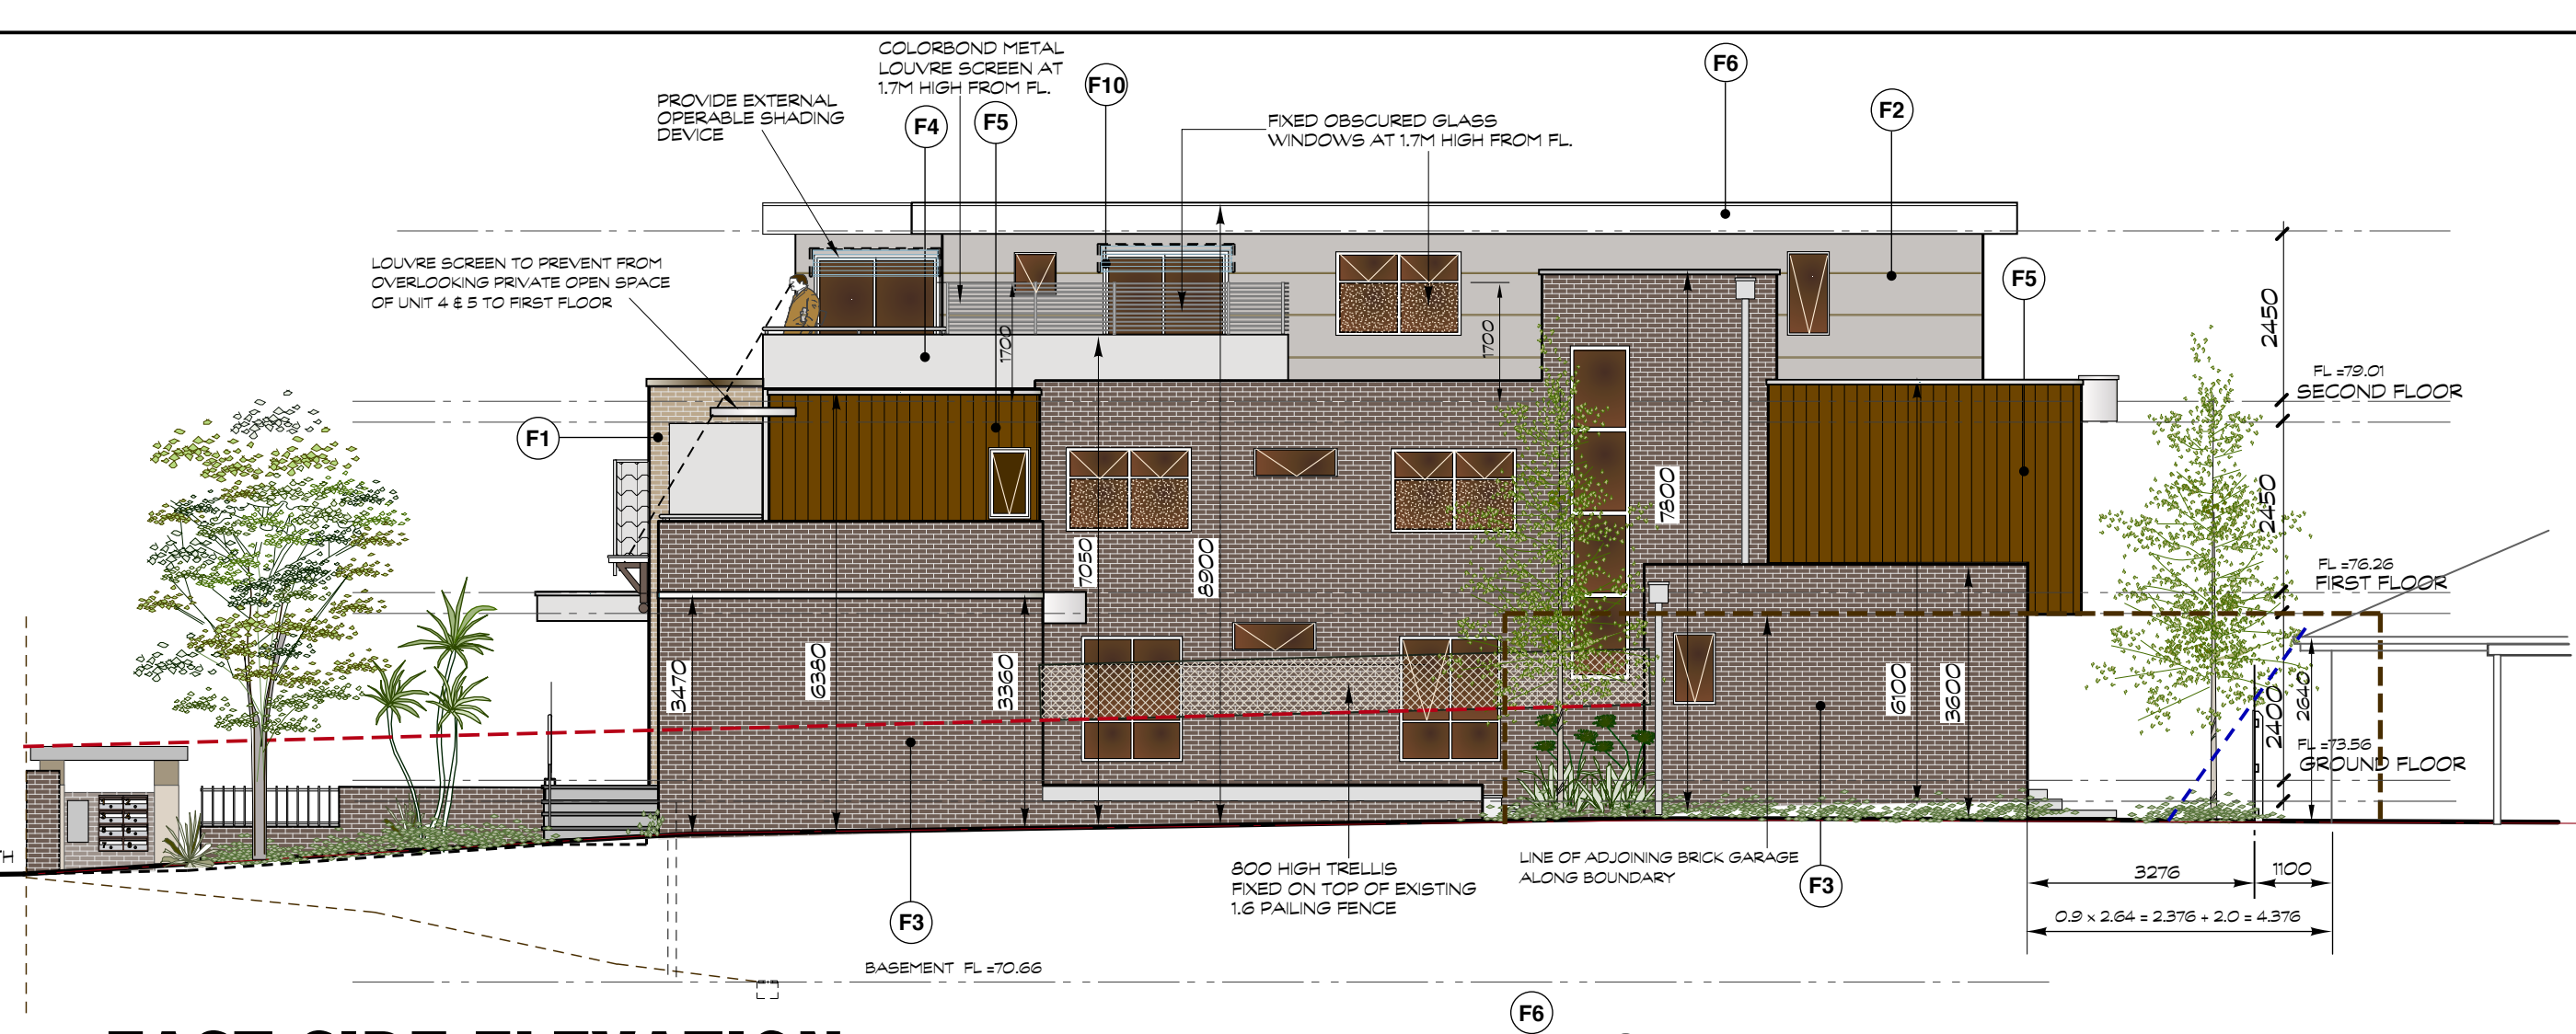 COLORBOND METAL
LOUVRE SCREEN AT
1.7M HIGH FROM FL.
PROVIDE EXTERNAL
OPERABLE SHADING
DEVICE
F4
F5
F10
FIXED OBSCURED GLASS
WINDOWS AT 1.7M HIGH FROM FL.
F6
F2
LOUVRE SCREEN TO PREVENT FROM
OVERLOOKING PRIVATE OPEN SPACE
OF UNIT 4 & 5 TO FIRST FLOOR
F5
F1
1700
1700
2450
FL =79.01
SECOND FLOOR
2450
FL =76.26
FIRST FLOOR
7050
8900
7800
3470
6380
3360
6100
3600
2400
2640
FL =73.56
GROUND FLOOR
800 HIGH TRELLIS
FIXED ON TOP OF EXISTING
1.6 PAILING FENCE
LINE OF ADJOINING BRICK GARAGE
ALONG BOUNDARY
F3
F3
3276
1100
0.9 x 2.64 = 2.376 + 2.0 = 4.376
BASEMENT FL =70.66
F6
EAST SIDE ELEVATION